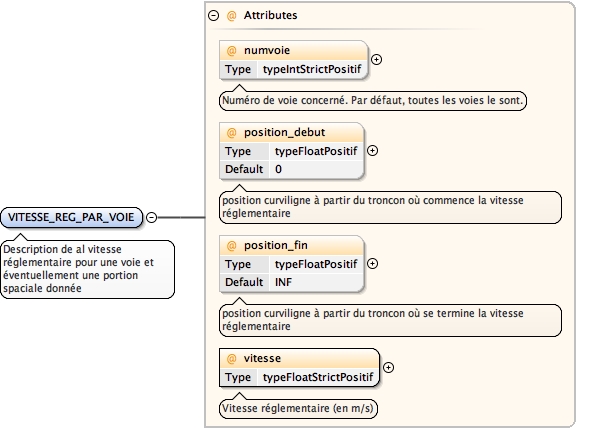 @ Attributes
@ numvoie
Type typeIntStrictPositif
Numéro de voie concerné. Par défaut, toutes les voies le sont.
@ position_debut
Type typeFloatPositif
Default 0
position curviligne à partir du troncon où commence la vitesse
réglementaire
VITESSE_REG_PAR_VOIE
Description de al vitesse
réglementaire pour une voie et
éventuellement une portion
spaciale donnée
@ position_fin
Type typeFloatPositif
Default INF
position curviligne à partir du troncon où se termine la vitesse
réglementaire
@ vitesse
Type typeFloatStrictPositif
Vitesse réglementaire (en m/s)